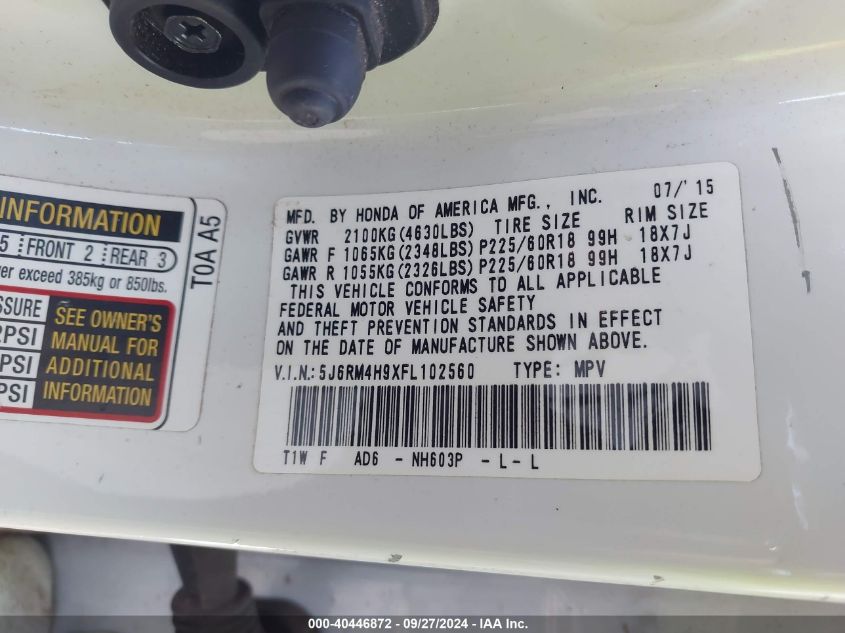 INFORMATION
5 FRONT 2 REAR 3
ver exceed 385kg or 850lbs.
SSURE SEE OWNER'S
PSI MANUAL FOR
PSI ADDITIONAL
PSI INFORMATION
T0A A5
MFD. BY HONDA OF AMERICA MFG., INC. 07/'15
GVWR 2100KG(4630LBS) TIRE SIZE RIM SIZE
GAWR F 1065KG(2348LBS)P225/60R18 99H 18X7J
GAWR R 1055KG(2326LBS)P225/60R18 99H 18X7J
THIS VEHICLE CONFORMS TO ALL APPLICABLE
FEDERAL MOTOR VEHICLE SAFETY
AND THEFT PREVENTION STANDARDS IN EFFECT
ON THE DATE OF MANUFACTURE SHOWN ABOVE.
V.I.N.:5J6RM4H9XFL102560 TYPE: MPV
T1W F AD6 - NH603P - L - L
000-40446872 - 09/27/2024 - IAA Inc.